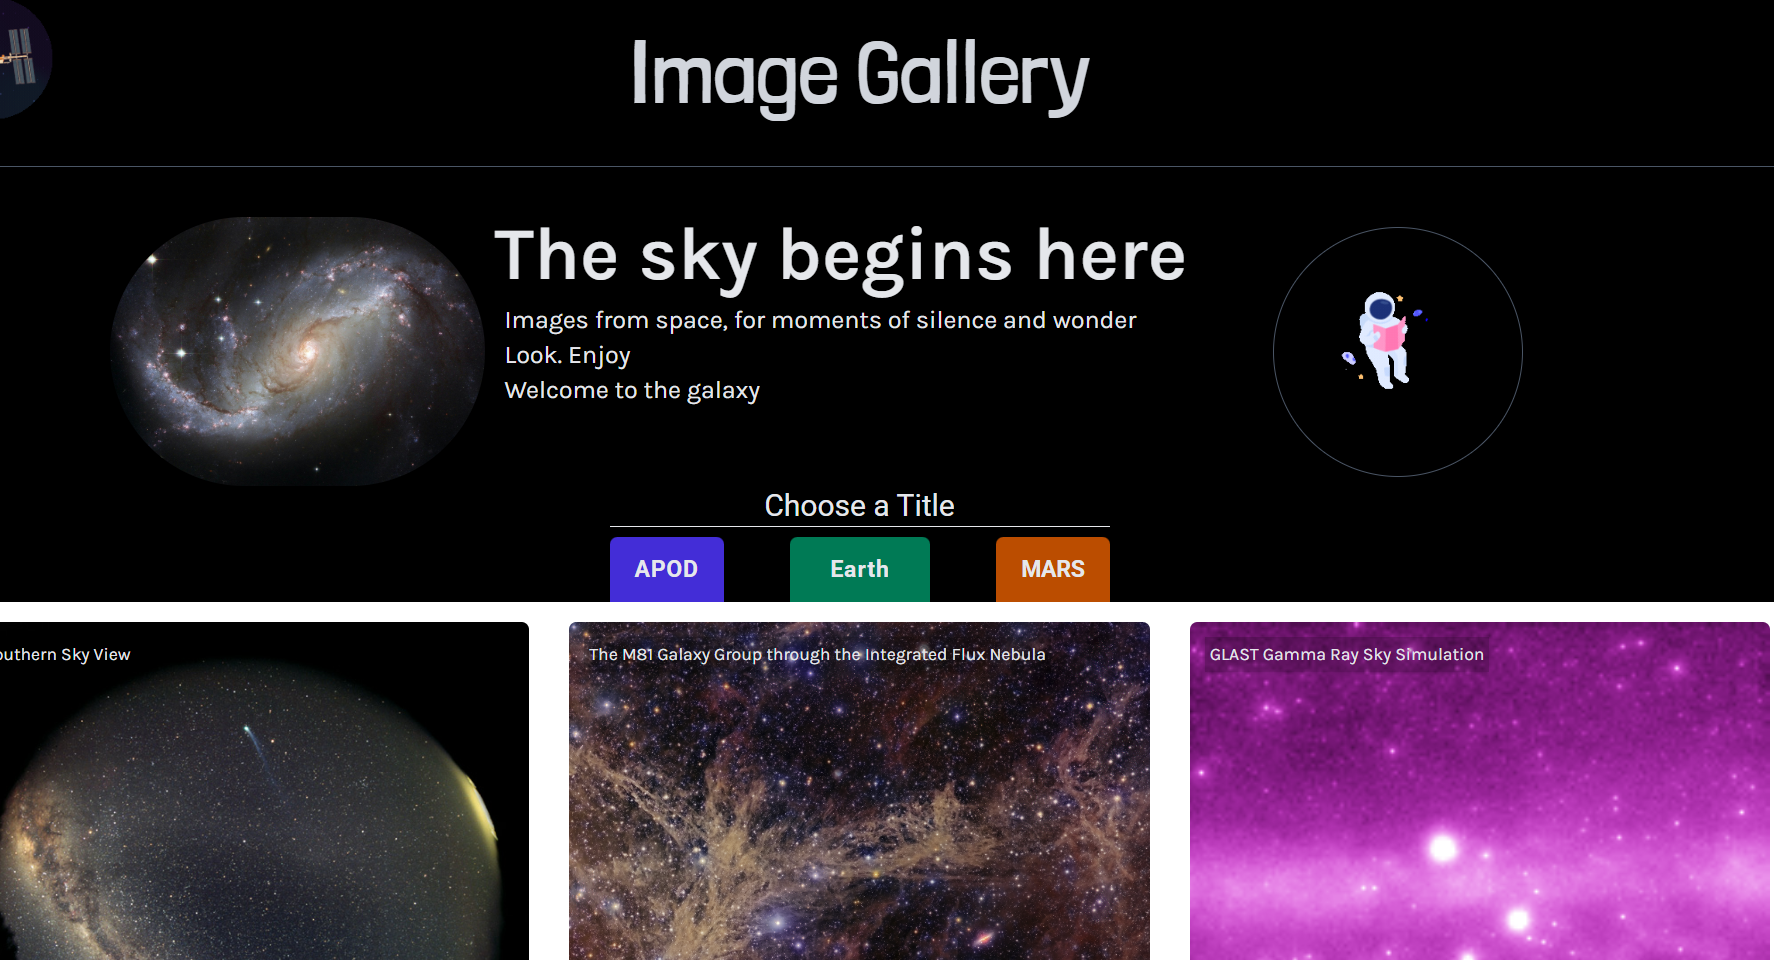 Image Gallery
The sky begins here
Images from space, for moments of silence and wonder
Look. Enjoy
Welcome to the galaxy
Choose a Title
APOD
Earth
MARS
Sky View
The M81 Galaxy Group through the Integrated Flux Nebula
GLAST Gamma Ray Sky Simulation